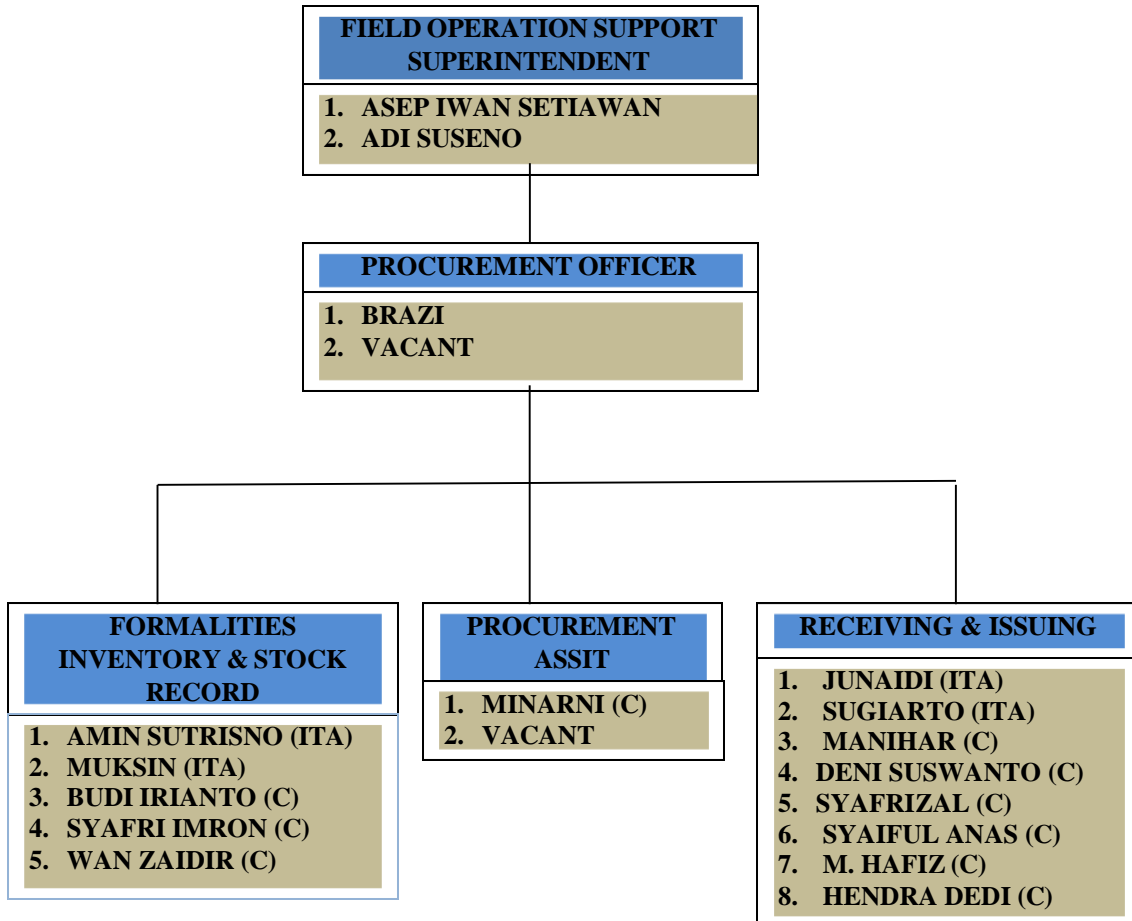 FIELD OPERATION SUPPORT
SUPERINTENDENT
1. ASEP IWAN SETIAWAN
2. ADI SUSENO
PROCUREMENT OFFICER
1. BRAZI
2. VACANT
FORMALITIES
INVENTORY & STOCK
RECORD
1. AMIN SUTRISNO (ITA)
2. MUKSIN (ITA)
3. BUDI IRIANTO (C)
4. SYAFRI IMRON (C)
5. WAN ZAIDIR (C)
PROCUREMENT
ASSIT
1. MINARNI (C)
2. VACANT
RECEIVING & ISSUING
1. JUNAIDI (ITA)
2. SUGIARTO (ITA)
3. MANIHAR (C)
4. DENI SUSWANTO (C)
5. SYAFRIZAL (C)
6. SYAIFUL ANAS (C)
7. M. HAFIZ (C)
8. HENDRA DEDI (C)